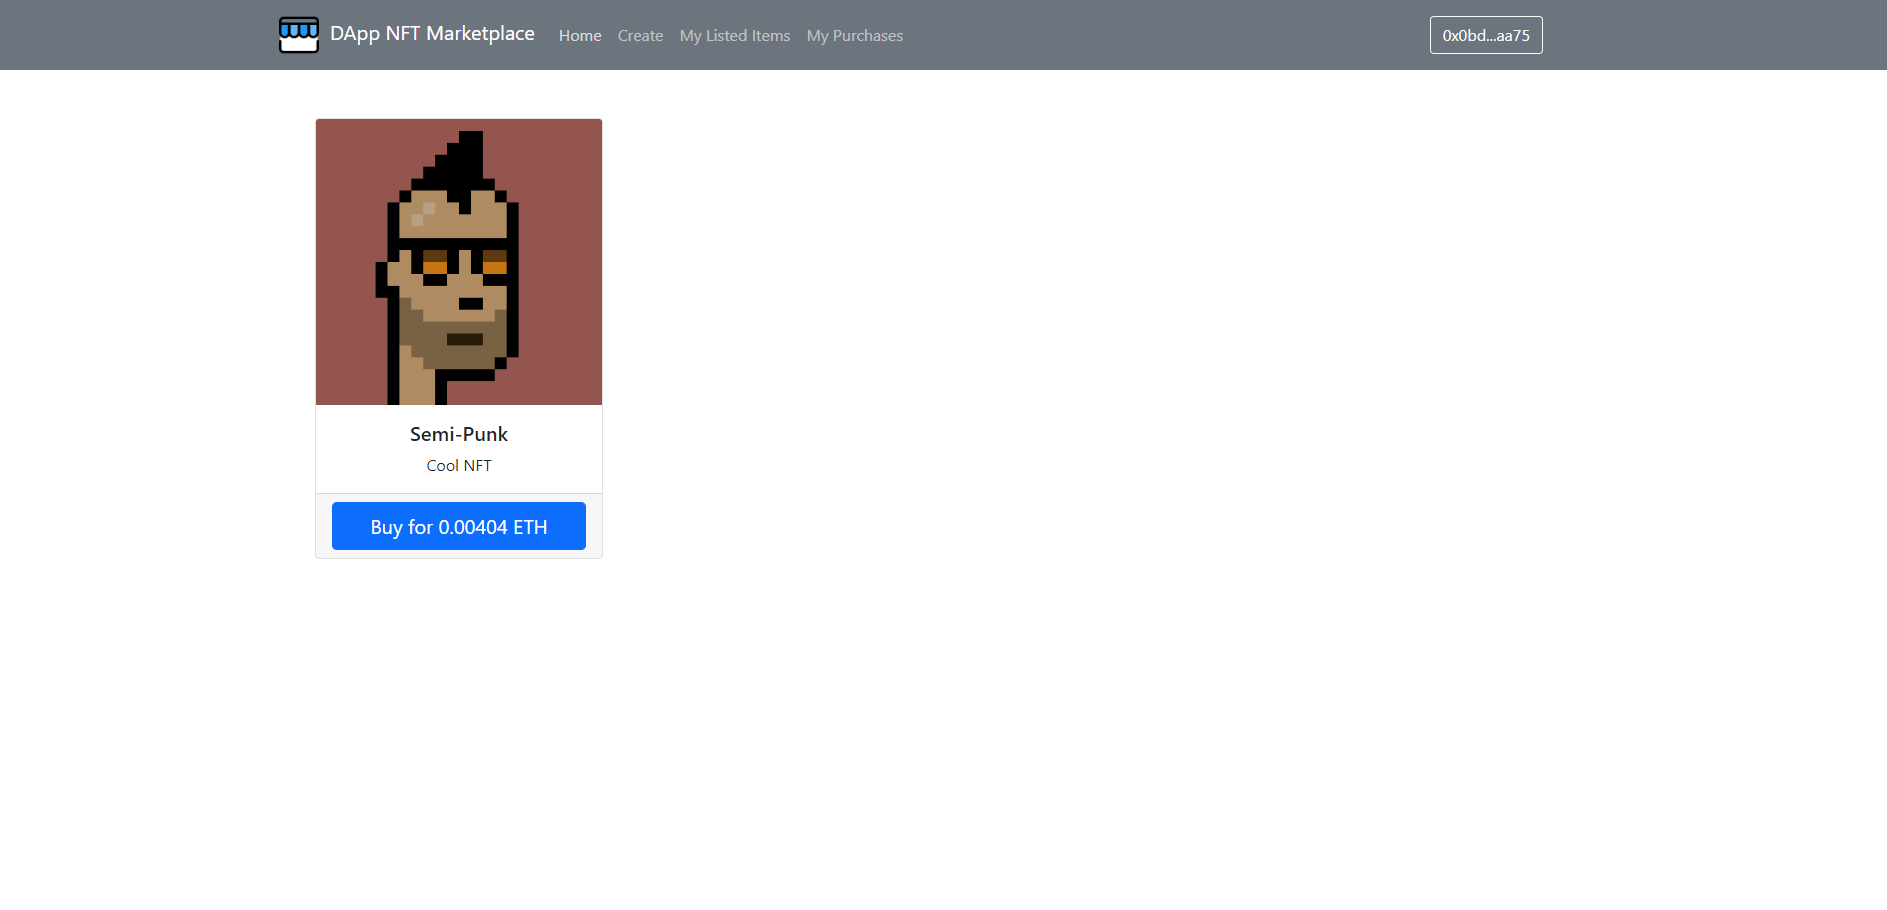 DApp NFT Marketplace Home Create My Listed Items My Purchases 0x0bd...aa75
Semi-Punk
Cool NFT
Buy for 0.00404 ETH